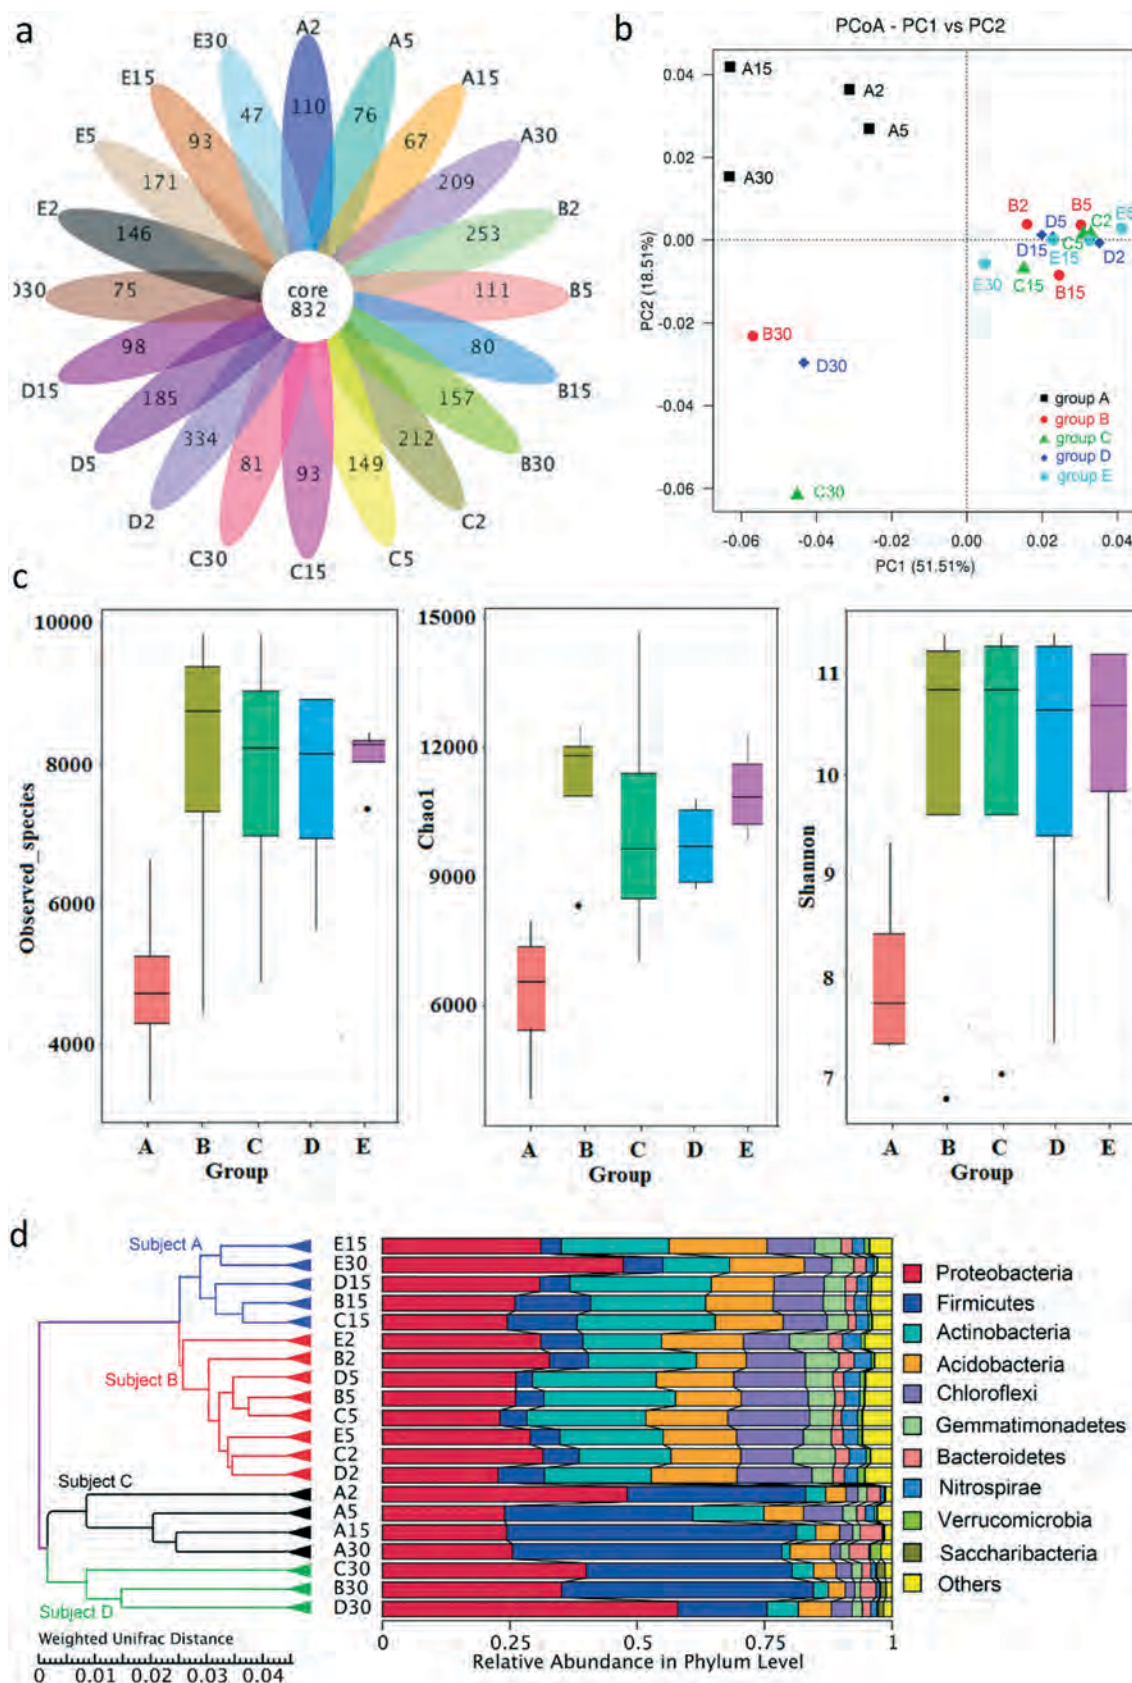 a
A2
E30
A5
E15
A15
E5
A30
E2
B2
D30
B5
D15
B15
D5
B30
D2
C2
C30
C5
C15
110
47
76
93
67
171
209
146
253
75
111
98
80
185
157
334
212
81
149
93
core
832
b
PCoA - PC1 vs PC2
PC2 (18.51%)
0.04
0.02
0.00
-0.02
-0.04
-0.06
A15
A2
A5
A30
B2
D5
B5
C2
E5
D15
C5
E15
D2
E30
C15
B15
B30
D30
C30
group A
group B
group C
group D
group E
-0.06
-0.04
-0.02
0.00
0.02
0.04
PC1 (51.51%)
c
Observed_species
10000
8000
6000
4000
A B C D E
Group
Chao1
15000
12000
9000
6000
A B C D E
Group
Shannon
11
10
9
8
7
A B C D E
Group
d
Subject A
Subject B
Subject C
Subject D
E15
E30
D15
B15
C15
E2
B2
D5
B5
C5
E5
C2
D2
A2
A5
A15
A30
C30
B30
D30
Proteobacteria
Firmicutes
Actinobacteria
Acidobacteria
Chloroflexi
Gemmatimonadetes
Bacteroidetes
Nitrospirae
Verrucomicrobia
Saccharibacteria
Others
Weighted Unifrac Distance
0 0.01 0.02 0.03 0.04
0 0.25 0.5 0.75 1
Relative Abundance in Phylum Level